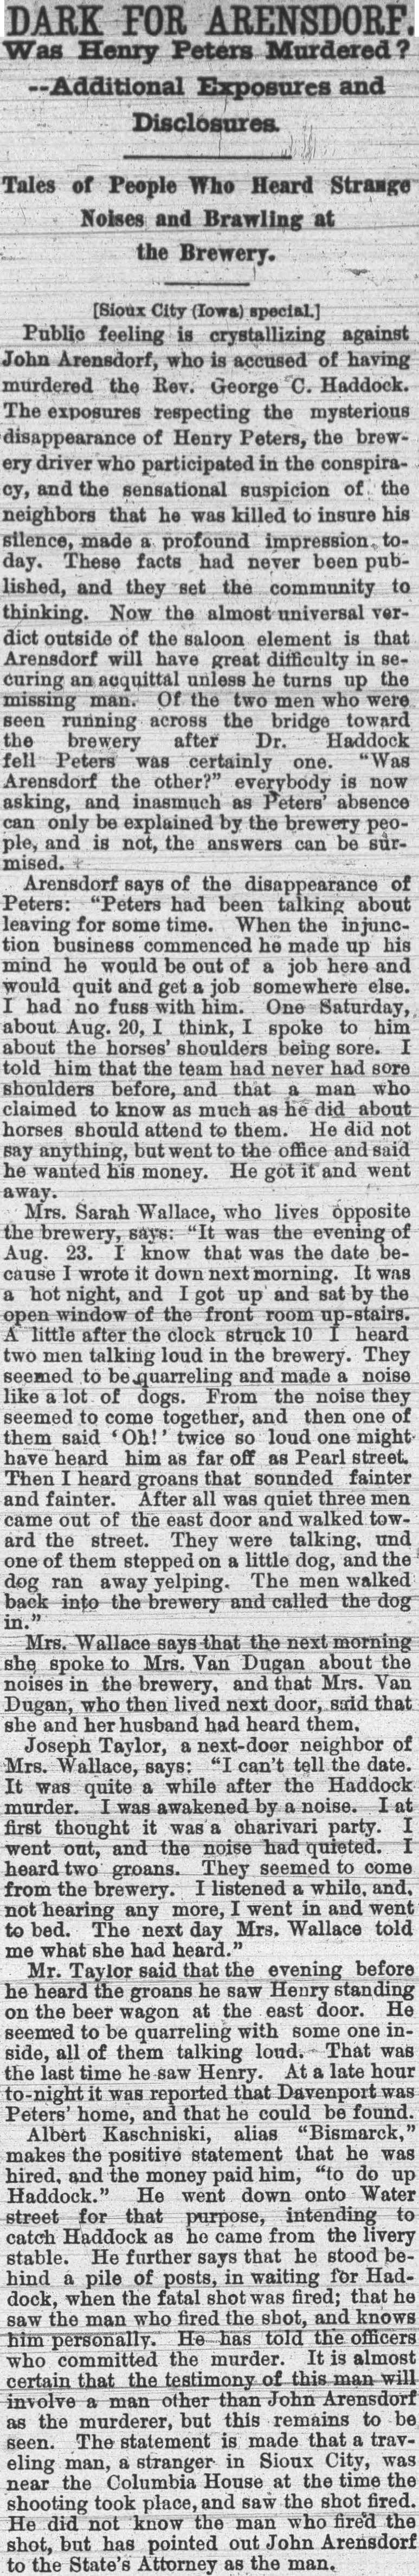 DARK FOR ARENSDORF.
Was Henry Peters Murdered?
--Additional Exposures and
Disclosures.
Tales of People Who Heard Strange
Noises and Brawling at
the Brewery.
[Sioux City (Iowa) special.]
Public feeling is crystallizing against
John Arensdorf, who is accused of having
murdered the Rev. George C. Haddock.
The exposures respecting the mysterious
disappearance of Henry Peters, the brew-
ery driver who participated in the conspira-
cy, and the sensational suspicion of the
neighbors that he was killed to insure his
silence, made a profound impression to-
day. These facts had never been pub-
lished, and they set the community to
thinking. Now the almost universal ver-
dict outside of the saloon element is that
Arensdorf will have great difficulty in se-
curing an acquittal unless he turns up the
missing man. Of the two men who were
seen running across the bridge toward
the brewery after Dr. Haddock
fell Peters was certainly one. "Was
Arensdorf the other?" everybody is now
asking, and inasmuch as Peters' absence
can only be explained by the brewery peo-
ple, and is not, the answers can be sur-
mised.
Arensdorf says of the disappearance of
Peters: "Peters had been talking about
leaving for some time. When the injunc-
tion business commenced he made up his
mind he would be out of a job here and
would quit and get a job somewhere else.
I had no fuss with him. One Saturday,
about Aug. 20, I think, I spoke to him
about the horses' shoulders being sore. I
told him that the team had never had sore
shoulders before, and that a man who
claimed to know as much as he did about
horses should attend to them. He did not
say anything, but went to the office and said
he wanted his money. He got it and went
away.
Mrs. Sarah Wallace, who lives opposite
the brewery, says: "It was the evening of
Aug. 23. I know that was the date be-
cause I wrote it down next morning. It was
a hot night, and I got up and sat by the
open window of the front room up-stairs.
A little after the clock struck 10 I heard
two men talking loud in the brewery. They
seemed to be quarreling and made a noise
like a lot of dogs. From the noise they
seemed to come together, and then one of
them said 'Oh!' twice so loud one might
have heard him as far off as Pearl street.
Then I heard groans that sounded fainter
and fainter. After all was quiet three men
came out of the east door and walked tow-
ard the street. They were talking, und
one of them stepped on a little dog, and the
dog ran away yelping. The men walked
back into the brewery and called the dog
in."
Mrs. Wallace says that the next morning
she spoke to Mrs. Van Dugan about the
noises in the brewery, and that Mrs. Van
Dugan, who then lived next door, said that
she and her husband had heard them.
Joseph Taylor, a next-door neighbor of
Mrs. Wallace, says: "I can't tell the date.
It was quite a while after the Haddock
murder. I was awakened by a noise. I at
first thought it was a charivari party. I
went out, and the noise had quieted. I
heard two groans. They seemed to come
from the brewery. I listened a while, and,
not hearing any more, I went in and went
to bed. The next day Mrs. Wallace told
me what she had heard."
Mr. Taylor said that the evening before
he heard the groans he saw Henry standing
on the beer wagon at the east door. He
seemed to be quarreling with some one in-
side, all of them talking loud. That was
the last time he saw Henry. At a late hour
to-night it was reported that Davenport was
Peters' home, and that he could be found.
Albert Kaschniski, alias "Bismarck,"
makes the positive statement that he was
hired, and the money paid him, "to do up
Haddock." He went down onto Water
street for that purpose, intending to
catch Haddock as he came from the livery
stable. He further says that he stood be-
hind a pile of posts, in waiting for Had-
dock, when the fatal shot was fired; that he
saw the man who fired the shot, and knows
him personally. He has told the officers
who committed the murder. It is almost
certain that the testimony of this man will
involve a man other than John Arensdorf
as the murderer, but this remains to be
seen. The statement is made that a trav-
eling man, a stranger in Sioux City, was
near the Columbia House at the time the
shooting took place, and saw the shot fired.
He did not know the man who fired the
shot, but has pointed out John Arensdorf
to the State's Attorney as the man.